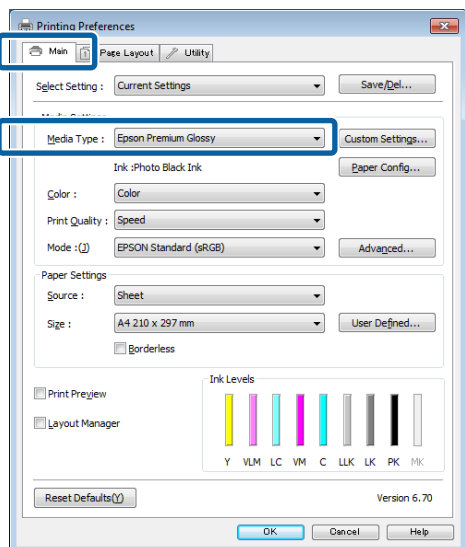 Printing Preferences
Main Page Layout Utility
Select Setting : Current Settings Save/Del...
Media Settings
Media Type : Epson Premium Glossy Custom Settings...
Ink :Photo Black Ink Paper Config...
Color : Color
Print Quality : Speed
Mode :(J) EPSON Standard (sRGB) Advanced...
Paper Settings
Source : Sheet
Size : A4 210 x 297 mm User Defined...
Borderless
Ink Levels
Print Preview
Layout Manager
Y VLM LC VM C LLK LK PK MK
Reset Defaults(Y) Version 6.70
OK Cancel Help